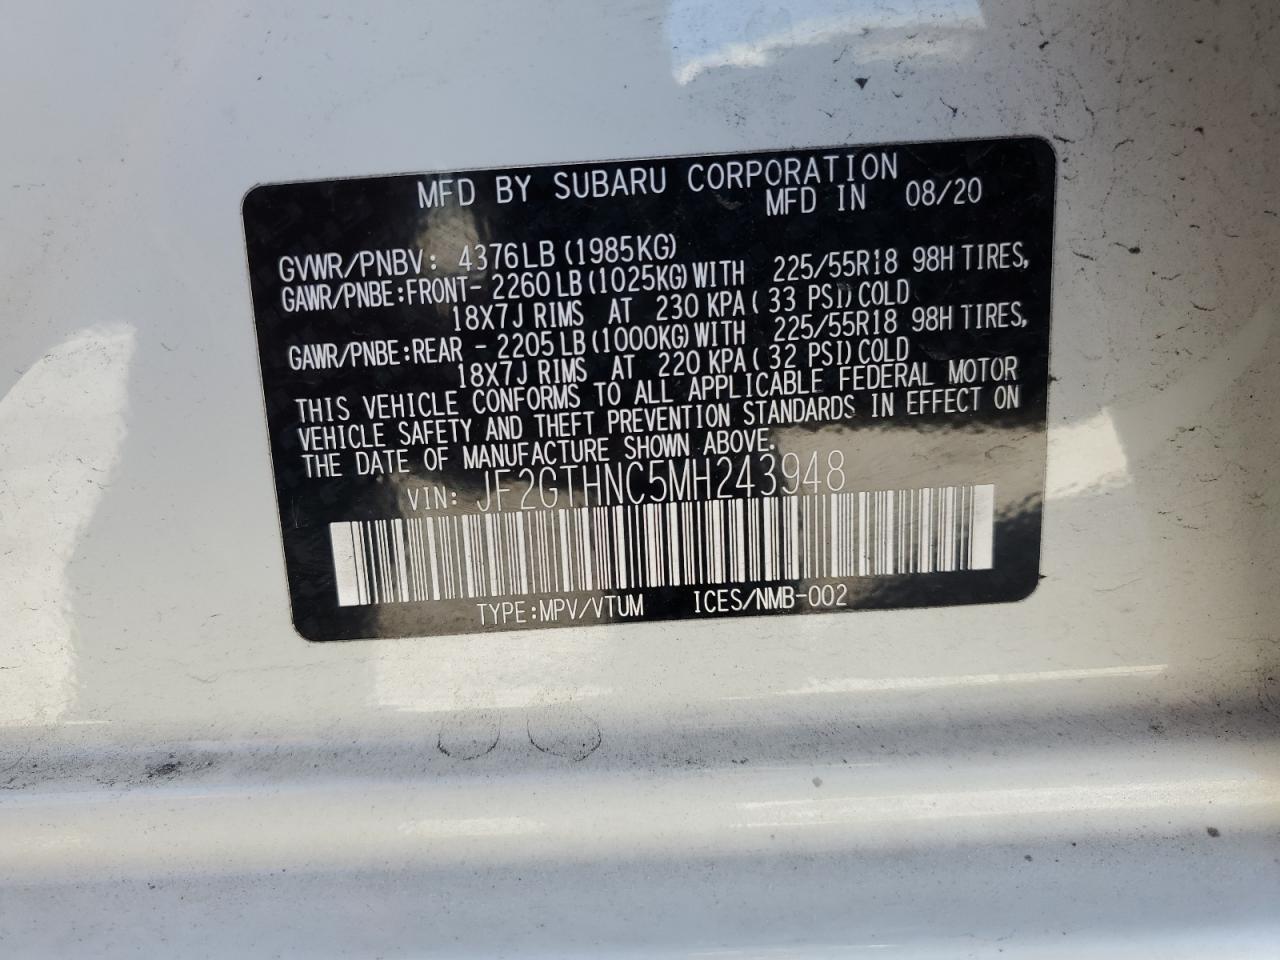 MFD BY SUBARU CORPORATION
MFD IN 08/20
GVWR/PNBV: 4376LB (1985KG)
GAWR/PNBE:FRONT- 2260LB (1025KG)WITH 225/55R18 98H TIRES,
18X7J RIMS AT 230 KPA( 33 PSI)COLD
GAWR/PNBE:REAR - 2205LB (1000KG)WITH 225/55R18 98H TIRES,
18X7J RIMS AT 220 KPA( 32 PSI)COLD
THIS VEHICLE CONFORMS TO ALL APPLICABLE FEDERAL MOTOR
VEHICLE SAFETY AND THEFT PREVENTION STANDARDS IN EFFECT ON
THE DATE OF MANUFACTURE SHOWN ABOVE.
VIN: JF2GTHNC5MH243948
TYPE:MPV/VTUM ICES/NMB-002